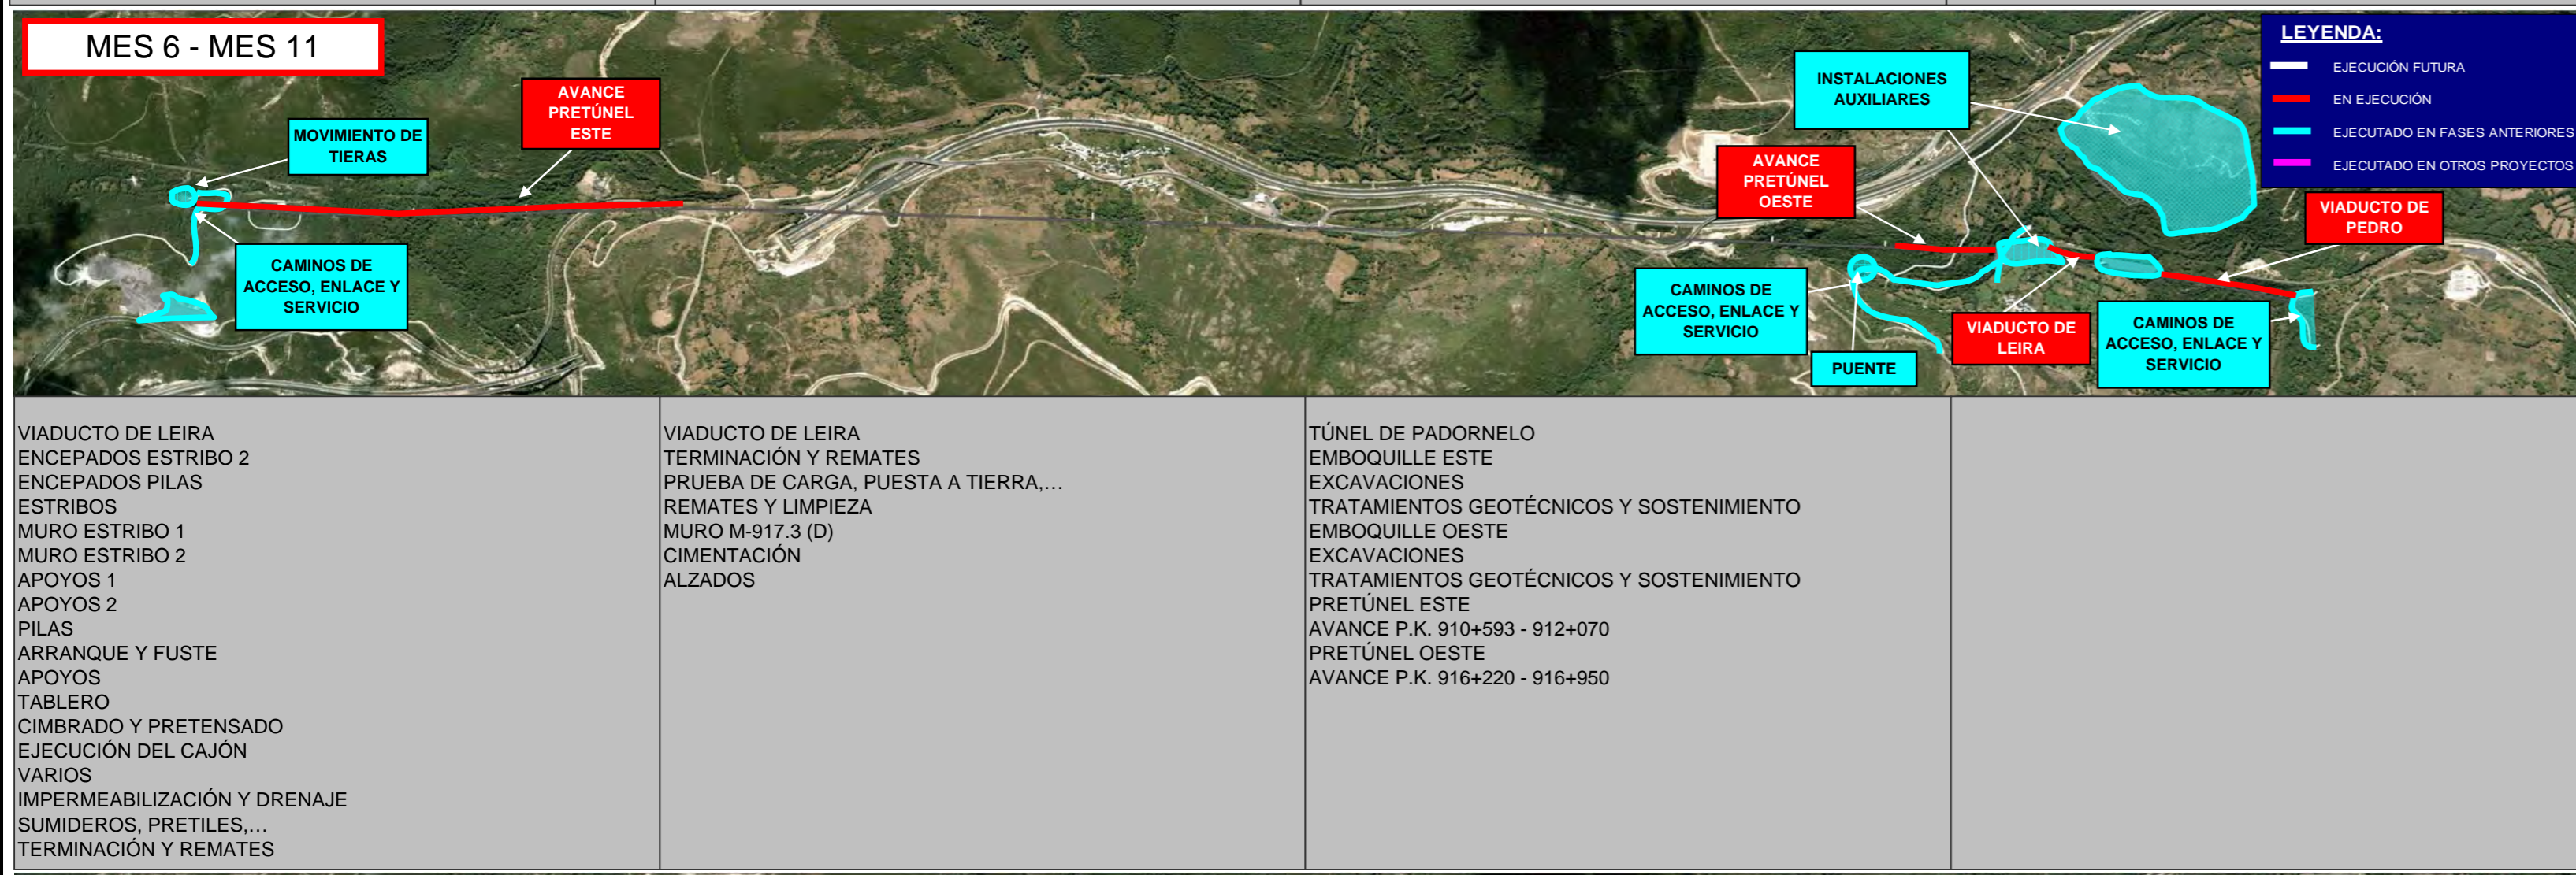 MES 6 - MES 11
MOVIMIENTO DE
TIERAS
AVANCE
PRETÚNEL
ESTE
CAMINOS DE
ACCESO, ENLACE Y
SERVICIO
INSTALACIONES
AUXILIARES
AVANCE
PRETÚNEL
OESTE
CAMINOS DE
ACCESO, ENLACE Y
SERVICIO
PUENTE
VIADUCTO DE
LEIRA
CAMINOS DE
ACCESO, ENLACE Y
SERVICIO
VIADUCTO DE
PEDRO
LEYENDA:
EJECUCIÓN FUTURA
EN EJECUCIÓN
EJECUTADO EN FASES ANTERIORES
EJECUTADO EN OTROS PROYECTOS
VIADUCTO DE LEIRA
ENCEPADOS ESTRIBO 2
ENCEPADOS PILAS
ESTRIBOS
MURO ESTRIBO 1
MURO ESTRIBO 2
APOYOS 1
APOYOS 2
PILAS
ARRANQUE Y FUSTE
APOYOS
TABLERO
CIMBRADO Y PRETENSADO
EJECUCIÓN DEL CAJÓN
VARIOS
IMPERMEABILIZACIÓN Y DRENAJE
SUMIDEROS, PRETILES,...
TERMINACIÓN Y REMATES
VIADUCTO DE LEIRA
TERMINACIÓN Y REMATES
PRUEBA DE CARGA, PUESTA A TIERRA,...
REMATES Y LIMPIEZA
MURO M-917.3 (D)
CIMENTACIÓN
ALZADOS
TÚNEL DE PADORNELO
EMBOQUILLE ESTE
EXCAVACIONES
TRATAMIENTOS GEOTÉCNICOS Y SOSTENIMIENTO
EMBOQUILLE OESTE
EXCAVACIONES
TRATAMIENTOS GEOTÉCNICOS Y SOSTENIMIENTO
PRETÚNEL ESTE
AVANCE P.K. 910+593 - 912+070
PRETÚNEL OESTE
AVANCE P.K. 916+220 - 916+950